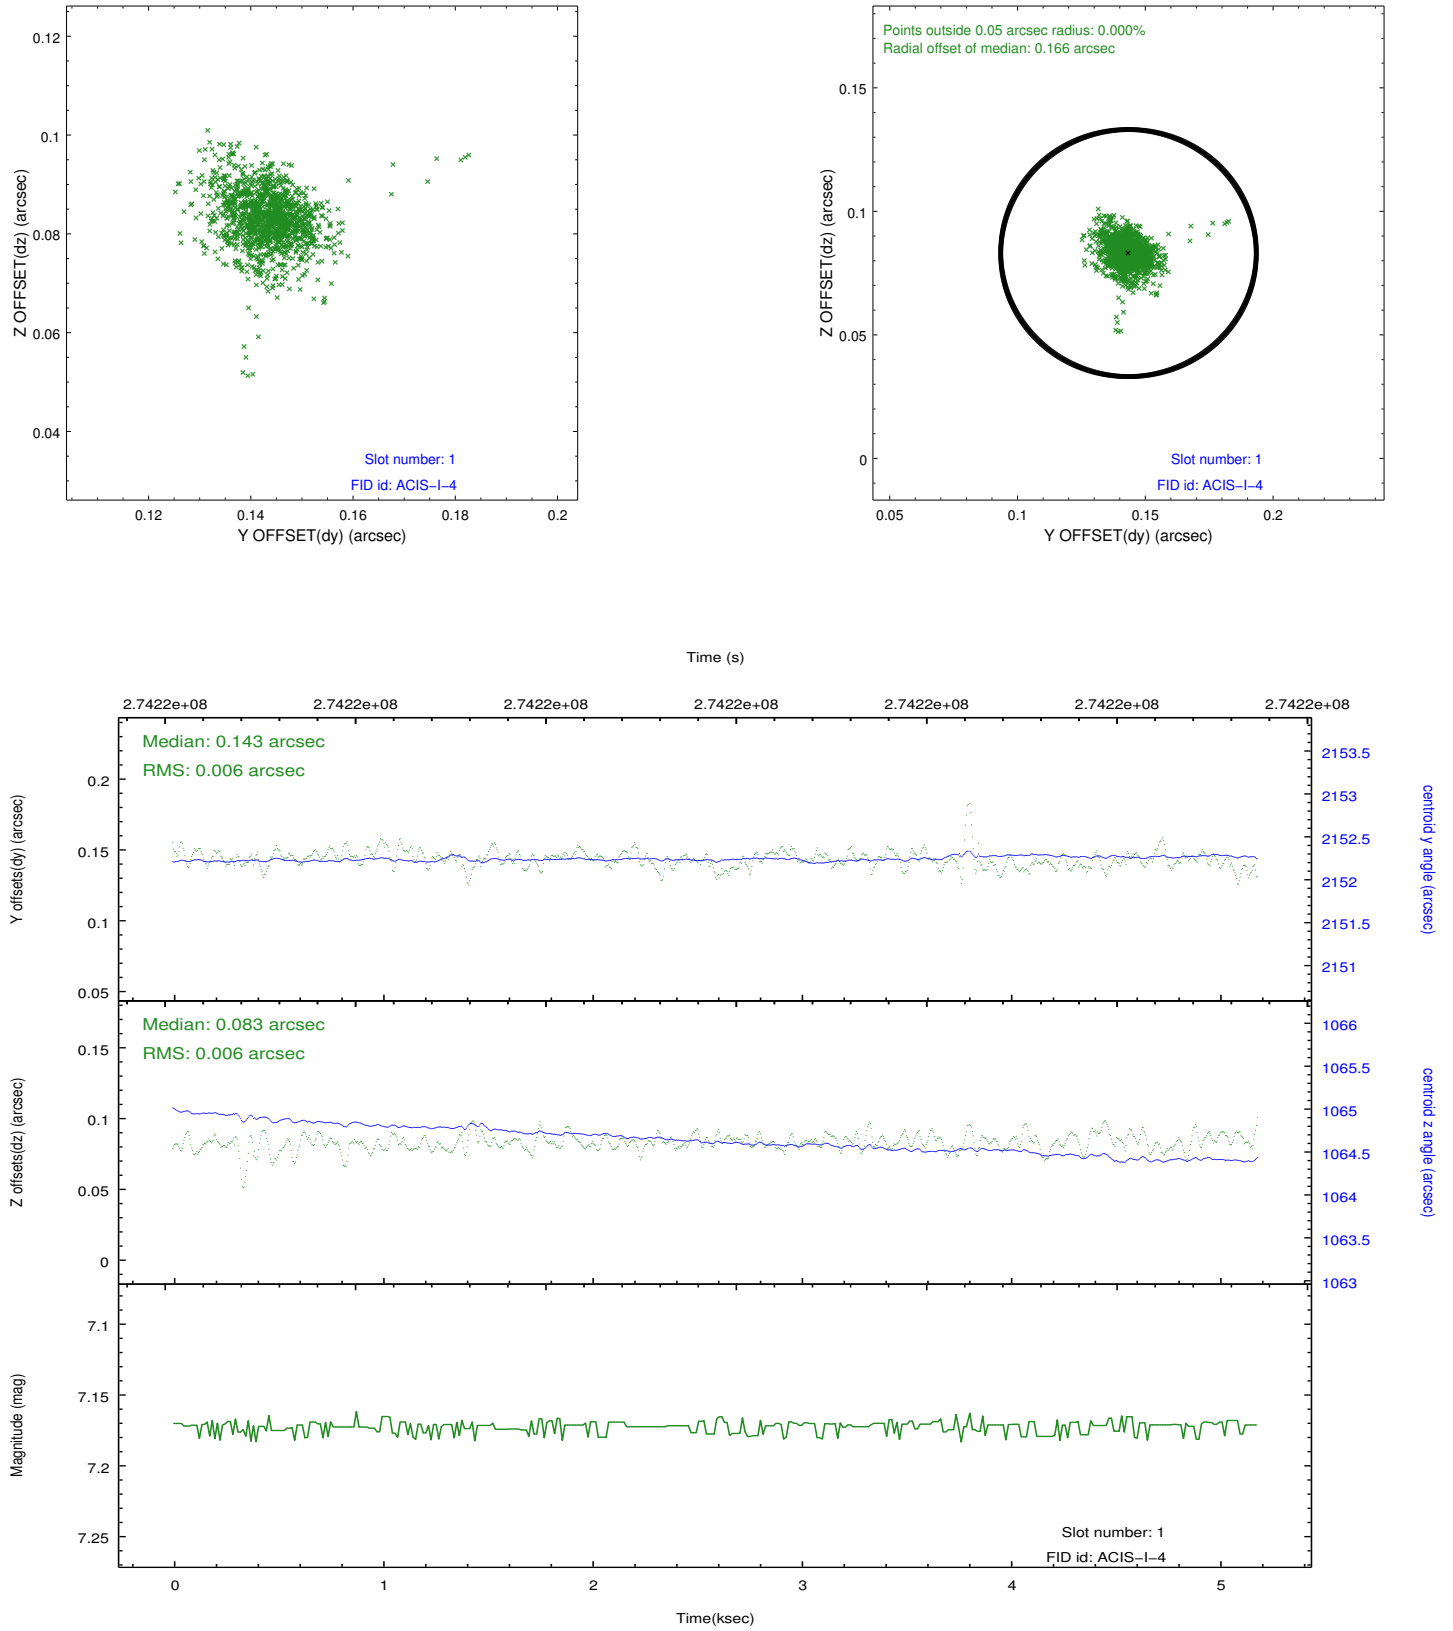 0.12
0.1
0.08
0.06
0.04
Z OFFSET(dz) (arcsec)
Slot number: 1
FID id: ACIS-I-4
0.12 0.14 0.16 0.18 0.2
Y OFFSET(dy) (arcsec)
Points outside 0.05 arcsec radius: 0.000%
Radial offset of median: 0.166 arcsec
0.15
0.1
0.05
0
Z OFFSET(dz) (arcsec)
Slot number: 1
FID id: ACIS-I-4
0.05 0.1 0.15 0.2
Y OFFSET(dy) (arcsec)
Time (s)
2.7422e+08 2.7422e+08 2.7422e+08 2.7422e+08 2.7422e+08 2.7422e+08 2.7422e+08
Median: 0.143 arcsec
RMS: 0.006 arcsec
0.2
0.15
0.1
0.05
Y offsets(dy) (arcsec)
2153.5
2153
2152.5
2152
2151.5
2151
centroid y angle (arcsec)
Median: 0.083 arcsec
RMS: 0.006 arcsec
0.15
0.1
0.05
0
Z offsets(dz) (arcsec)
1066
1065.5
1065
1064.5
1064
1063.5
1063
centroid z angle (arcsec)
7.1
7.15
7.2
7.25
Magnitude (mag)
Slot number: 1
FID id: ACIS-I-4
0 1 2 3 4 5
Time(ksec)